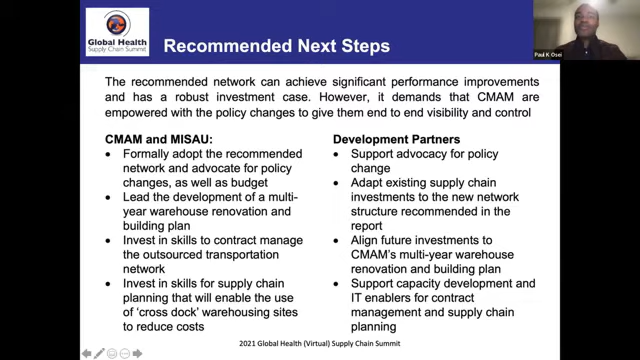 Global Health
Supply Chain Summit
Recommended Next Steps
Paul K Osei
The recommended network can achieve significant performance improvements
and has a robust investment case. However, it demands that CMAM are
empowered with the policy changes to give them end to end visibility and control
CMAM and MISAU:
• Formally adopt the recommended
network and advocate for policy
changes, as well as budget
• Lead the development of a multi-
year warehouse renovation and
building plan
• Invest in skills to contract manage
the outsourced transportation
network
• Invest in skills for supply chain
planning that will enable the use
of ‘cross dock’ warehousing sites
to reduce costs
Development Partners
• Support advocacy for policy
change
• Adapt existing supply chain
investments to the new network
structure recommended in the
report
• Align future investments to
CMAM’s multi-year warehouse
renovation and building plan
• Support capacity development and
IT enablers for contract
management and supply chain
planning
2021 Global Health (Virtual) Supply Chain Summit